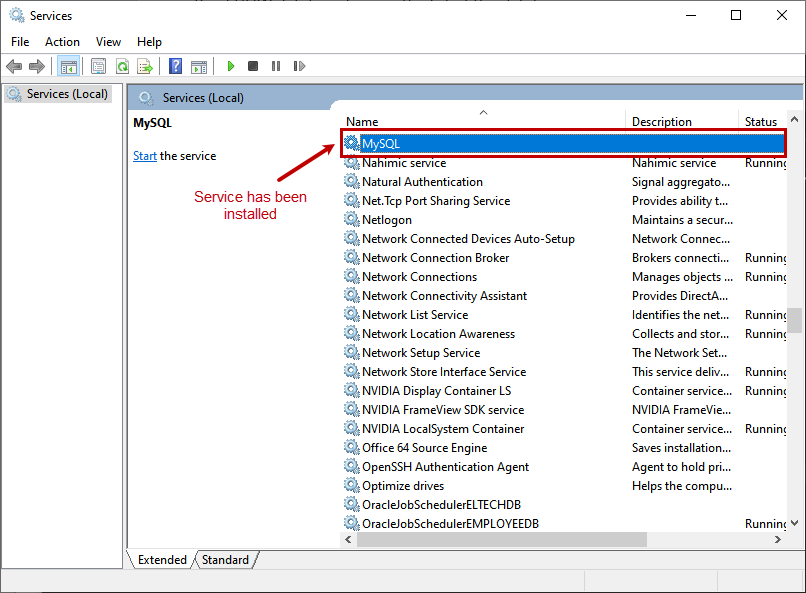 Services
File Action View Help
Services (Local)
Services (Local)
MySQL
Start the service
Service has been
installed
Name Description Status
MySQL
Nahimic service Nahimic service Running
Natural Authentication Signal aggregato...
Net.Tcp Port Sharing Service Provides ability t...
Netlogon Maintains a secur...
Network Connected Devices Auto-Setup Network Connec...
Network Connection Broker Brokers connecti... Running
Network Connections Manages objects ... Running
Network Connectivity Assistant Provides DirectA...
Network List Service Identifies the net... Running
Network Location Awareness Collects and stor... Running
Network Setup Service The Network Set...
Network Store Interface Service This service deliv... Running
NVIDIA Display Container LS Container service... Running
NVIDIA FrameView SDK service NVIDIA FrameVie...
NVIDIA LocalSystem Container Container service... Running
Office 64 Source Engine Saves installation...
OpenSSH Authentication Agent Agent to hold pri...
Optimize drives Helps the compu...
OracleJobSchedulerELTECHDB
OracleJobSchedulerEMPLOYEEDB Running
Extended Standard